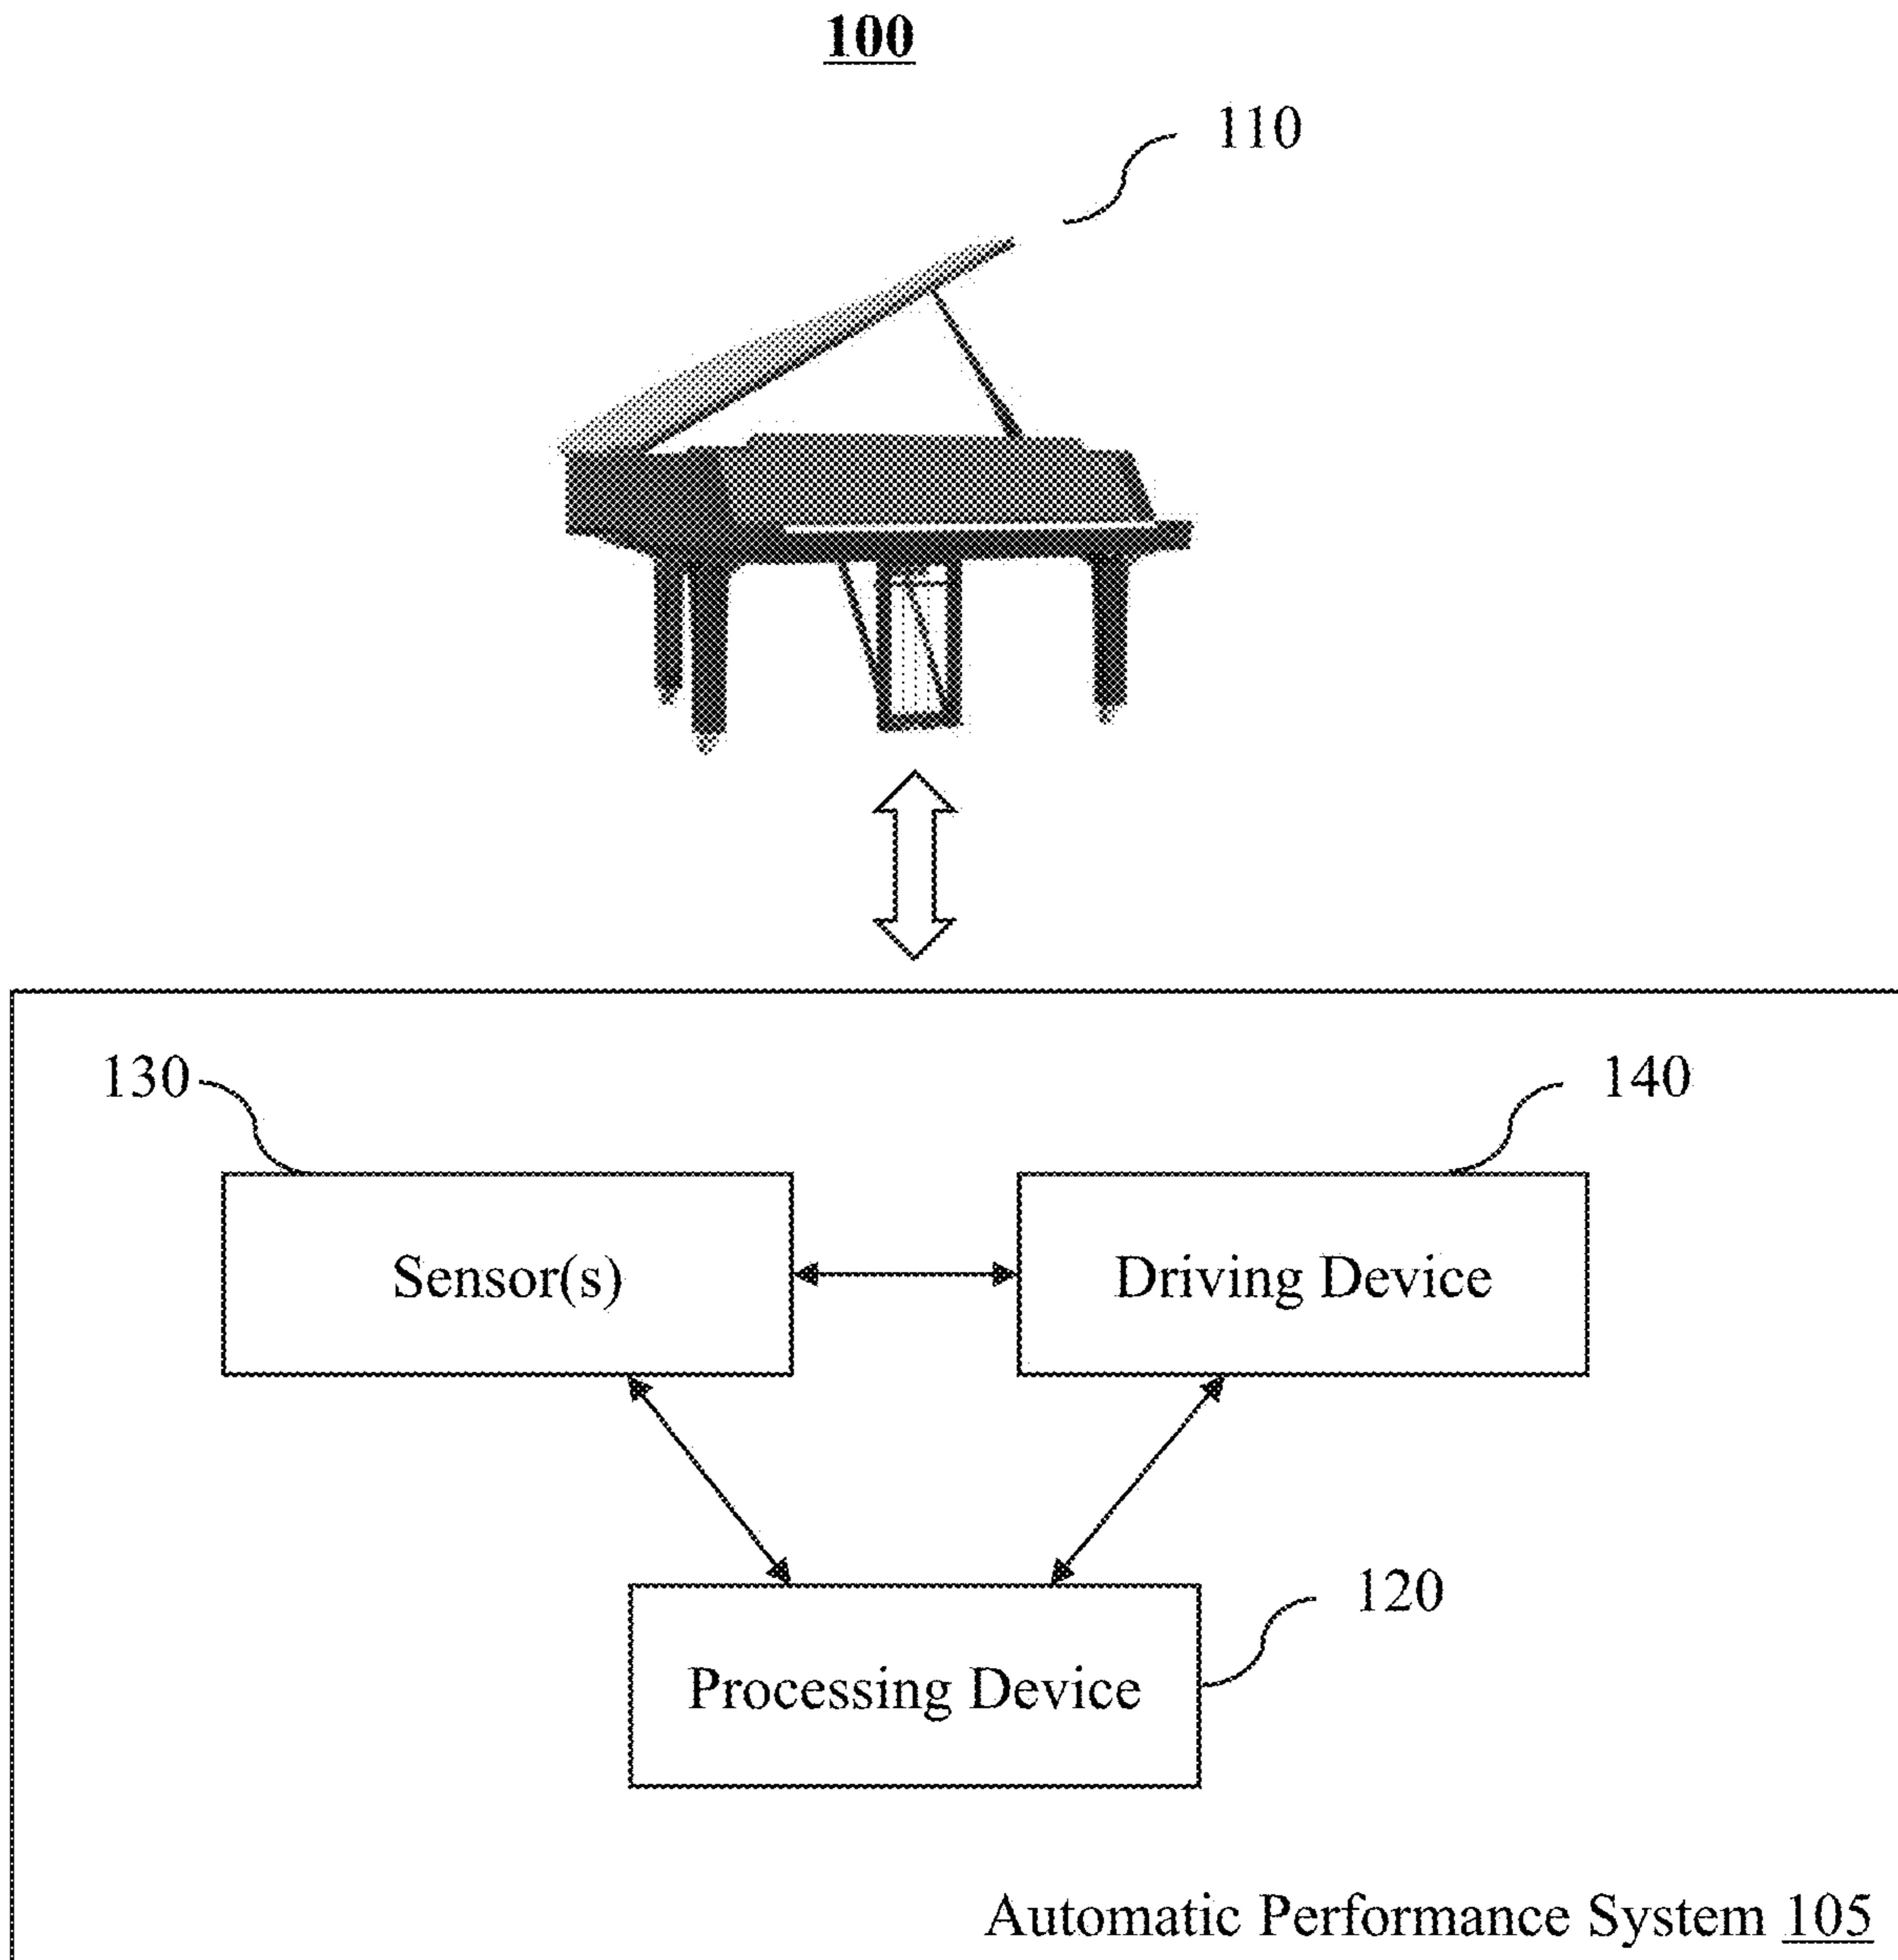 100
110
130
140
Sensor(s)
Driving Device
120
Processing Device
Automatic Performance System 105